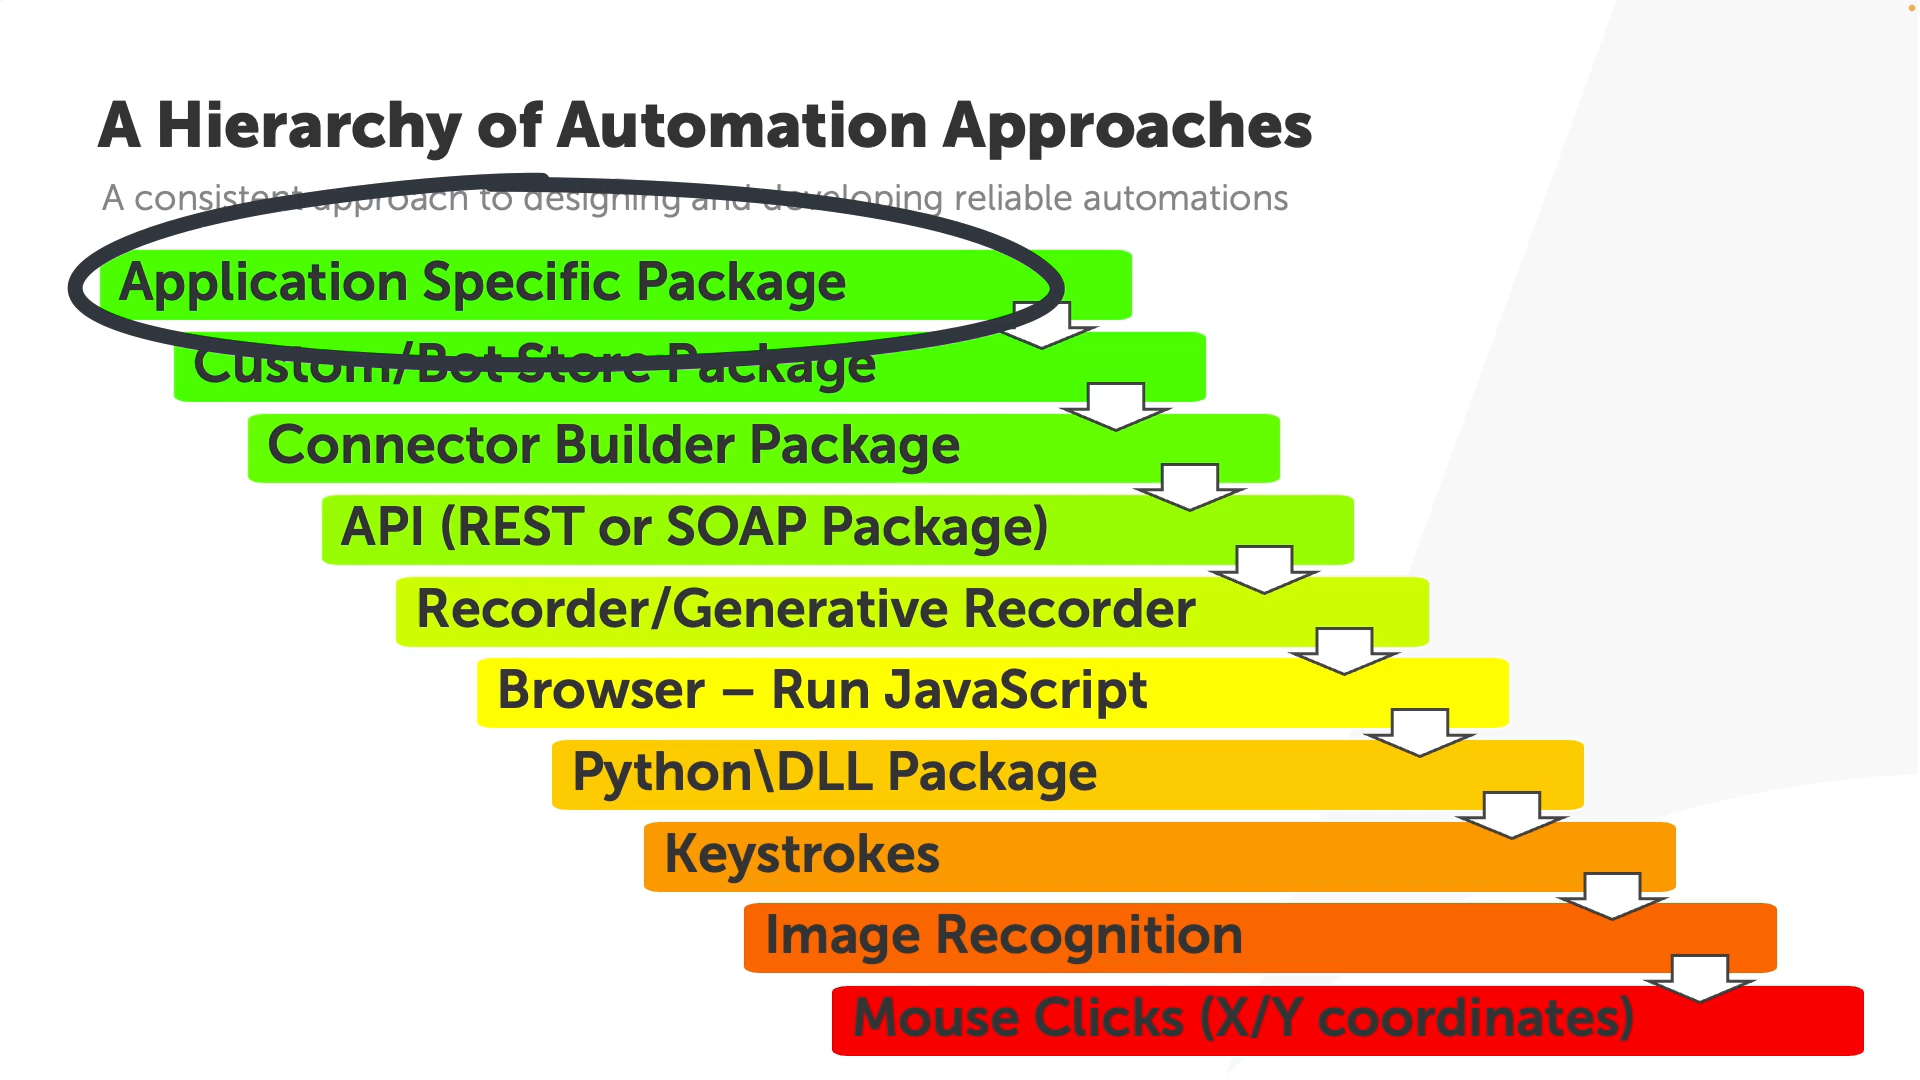 A Hierarchy of Automation Approaches
A consistent approach to designing and developing reliable automations
Application Specific Package
Custom/Bot Store Package
Connector Builder Package
API (REST or SOAP Package)
Recorder/Generative Recorder
Browser – Run JavaScript
Python\DLL Package
Keystrokes
Image Recognition
Mouse Clicks (X/Y coordinates)